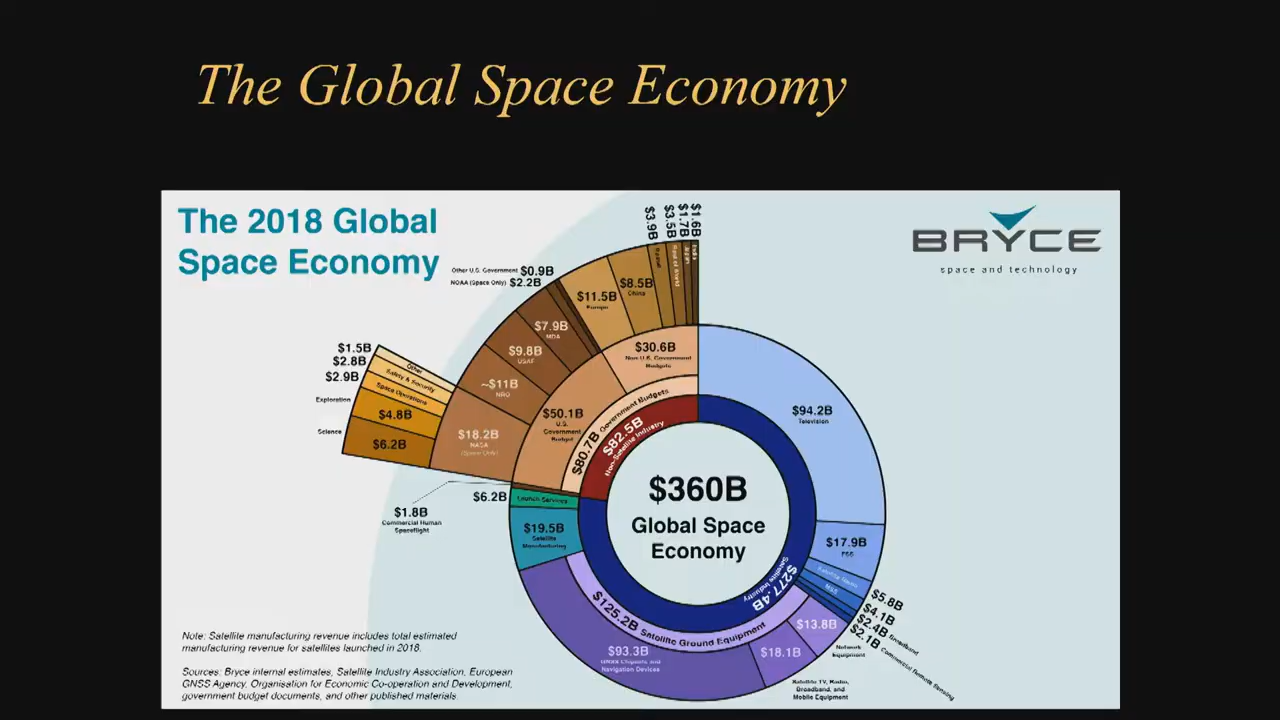 The Global Space Economy
The 2018 Global
Space Economy
BRYCE
space and technology
$3.9B
$3.5B
$1.7B
$1.6B
Russia
Rest of World
Japan
India
Other U.S. Government $0.9B
NOAA (Space Only) $2.2B
$11.5B
Europe
$8.5B
China
$7.9B
MDA
$9.8B
USAF
~$11B
NRO
$18.2B
NASA
(Space Only)
$1.5B
Other
$2.8B
Safety & Security
$2.9B
Space Operations
Exploration
$4.8B
Science
$6.2B
$30.6B
Non-U.S. Government
Budgets
$50.1B
U.S.
Government
Budget
$80.7B Government Budgets
$82.5B
Non-Satellite Industry
$94.2B
Television
$360B
Global Space
Economy
$1.8B
Commercial Human
Spaceflight
$6.2B
Launch Services
$19.5B
Satellite
Manufacturing
$17.9B
FSS
Satellite Radio
$5.8B
MSS
$4.1B
$2.4B Broadband
$2.1B Commercial Remote Sensing
$277.4B
Satellite Industry
$125.2B Satellite Ground Equipment
$93.3B
GNSS Chipsets and
Navigation Devices
$18.1B
Satellite TV, Radio,
Broadband, and
Mobile Equipment
$13.8B
Network
Equipment
Note: Satellite manufacturing revenue includes total estimated
manufacturing revenue for satellites launched in 2018.
Sources: Bryce internal estimates, Satellite Industry Association, European
GNSS Agency, Organisation for Economic Co-operation and Development,
government budget documents, and other published materials.